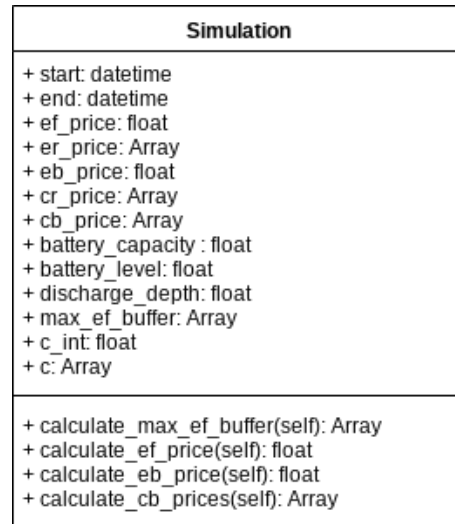 Simulation
+ start: datetime
+ end: datetime
+ ef_price: float
+ er_price: Array
+ eb_price: float
+ cr_price: Array
+ cb_price: Array
+ battery_capacity : float
+ battery_level: float
+ discharge_depth: float
+ max_ef_buffer: Array
+ c_int: float
+ c: Array
+ calculate_max_ef_buffer(self): Array
+ calculate_ef_price(self): float
+ calculate_eb_price(self): float
+ calculate_cb_prices(self): Array